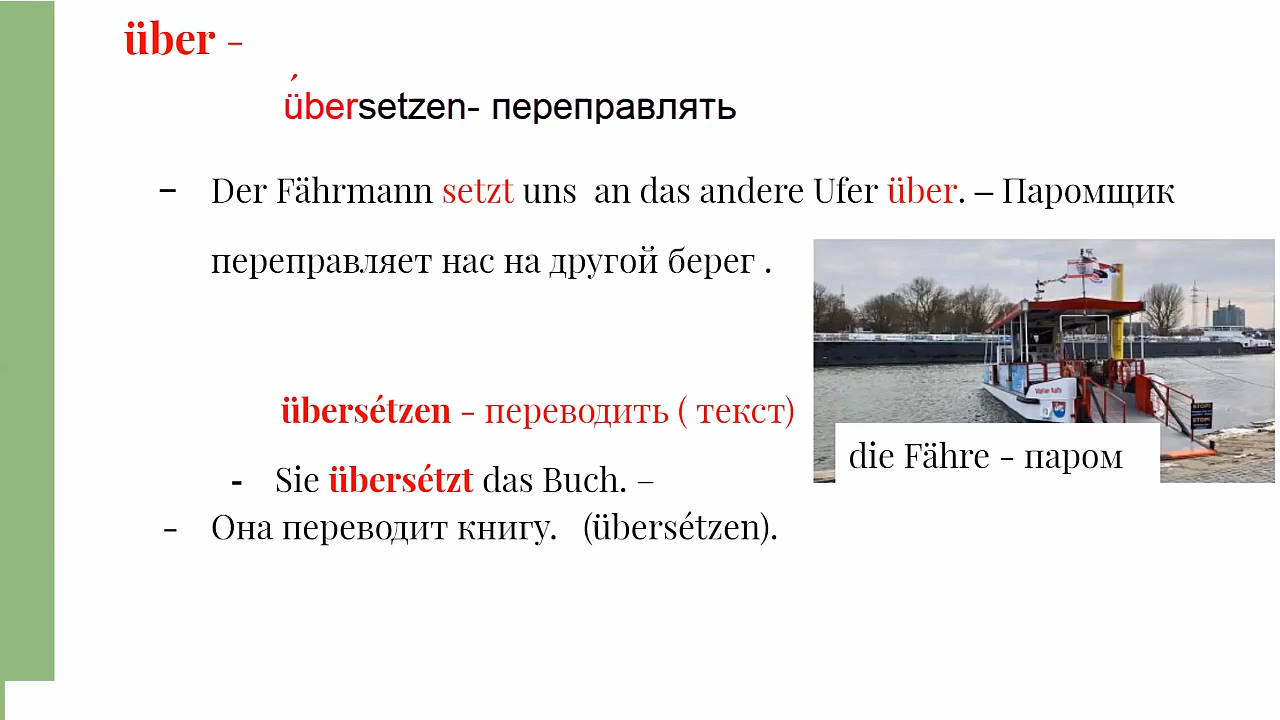 über -
übersetzen- переправлять
- Der Fährmann setzt uns an das andere Ufer über. – Паромщик
переправляет нас на другой берег .
übersétzen - переводить ( текст)
- Sie übersétzt das Buch. –
die Fähre - паром
- Она переводит книгу. (übersétzen).